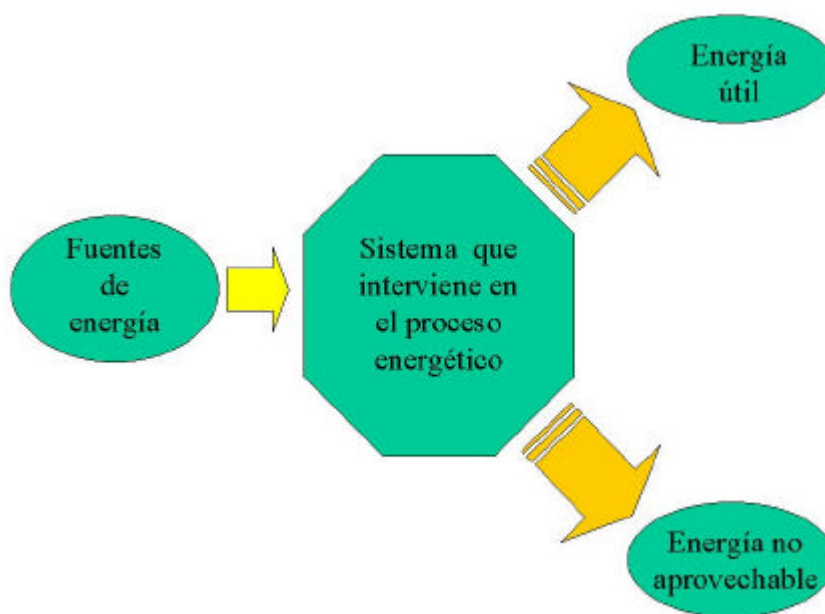 Fuentes
de
energía
Sistema que
interviene en
el proceso
energético
Energía
útil
Energía no
aprovechable